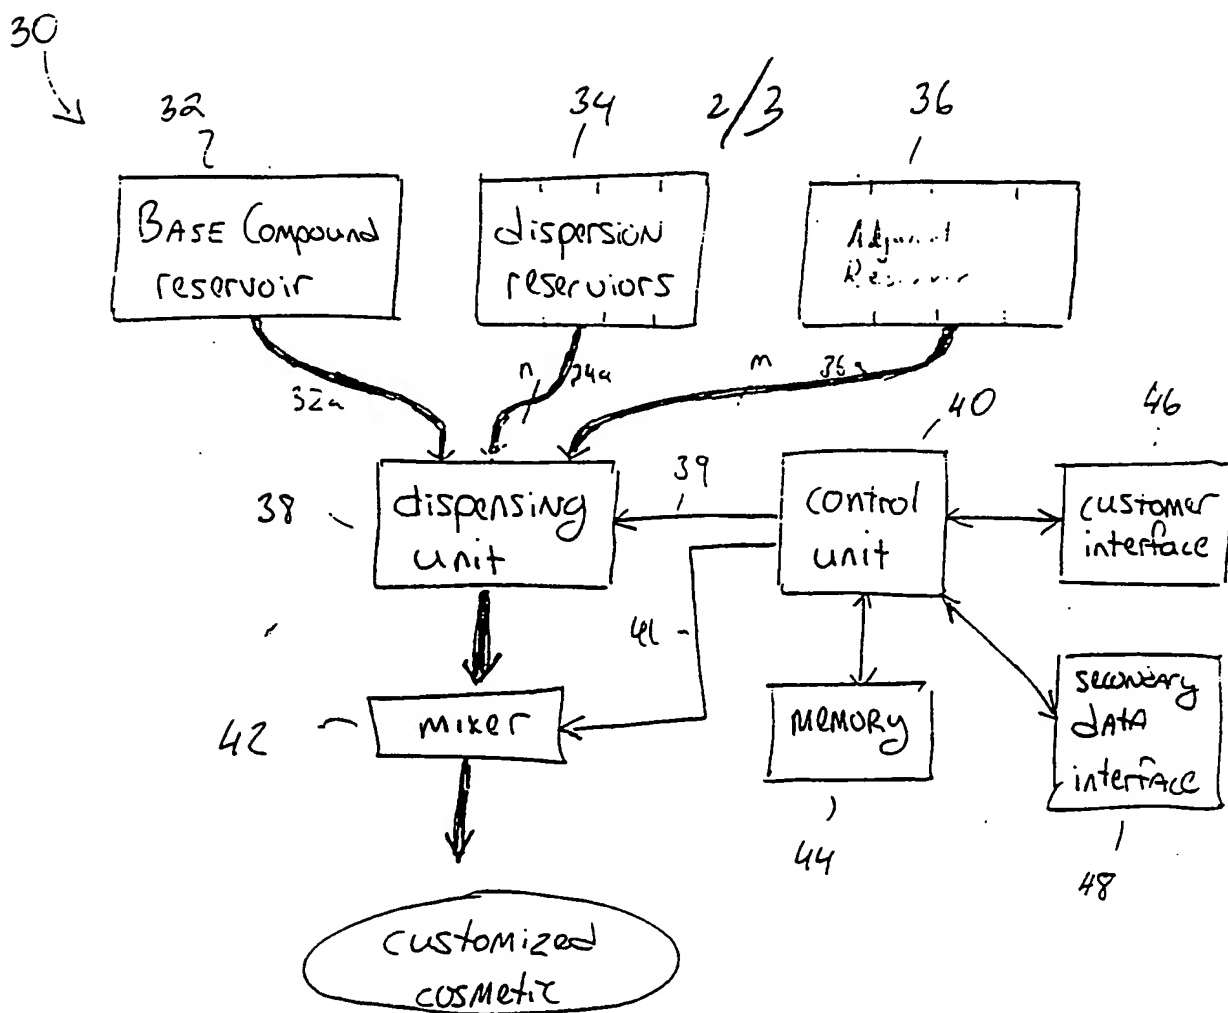 30
32
34
2/3
36
BASE Compound
reservoir
dispersion
reserviors
Reservoir
32a
n
34a
m
36a
38
dispensing
unit
39
40
control
unit
46
customer
interface
41
42
mixer
MEMORY
44
secondary
DATA
interface
48
customized
cosmetic